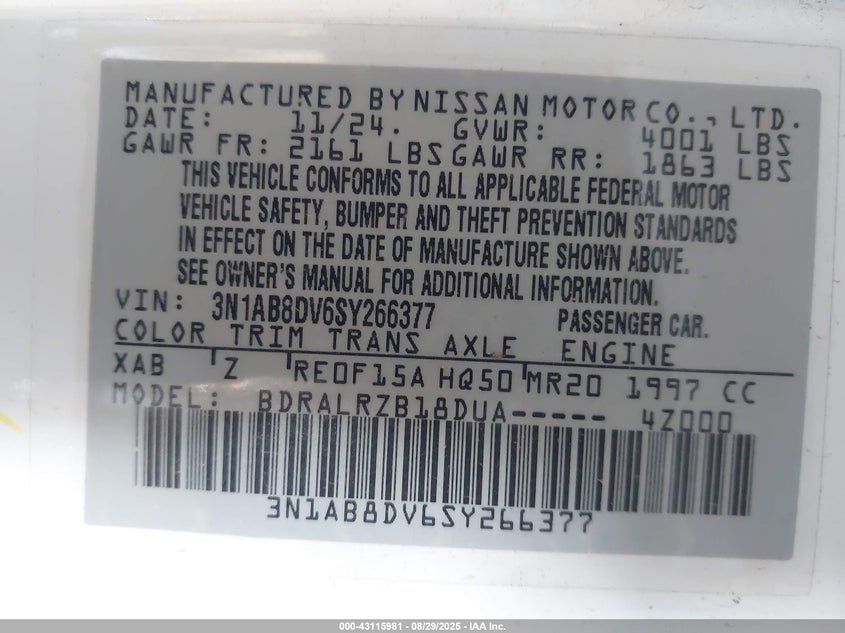 MANUFACTURED BY NISSAN MOTOR CO., LTD.
DATE: 11/24. GVWR: 4001 LBS
GAWR FR: 2161 LBS GAWR RR: 1863 LBS
THIS VEHICLE CONFORMS TO ALL APPLICABLE FEDERAL MOTOR
VEHICLE SAFETY, BUMPER AND THEFT PREVENTION STANDARDS
IN EFFECT ON THE DATE OF MANUFACTURE SHOWN ABOVE.
SEE OWNER'S MANUAL FOR ADDITIONAL INFORMATION.
VIN: 3N1AB8DV6SY266377 PASSENGER CAR.
COLOR TRIM TRANS AXLE ENGINE
XAB Z RE0F15A HQ50 MR20 1997 CC
MODEL: BDRALRZB18DUA----- 4Z000
3N1AB8DV6SY266377
000-43115981 - 08/29/2025 - IAA Inc.